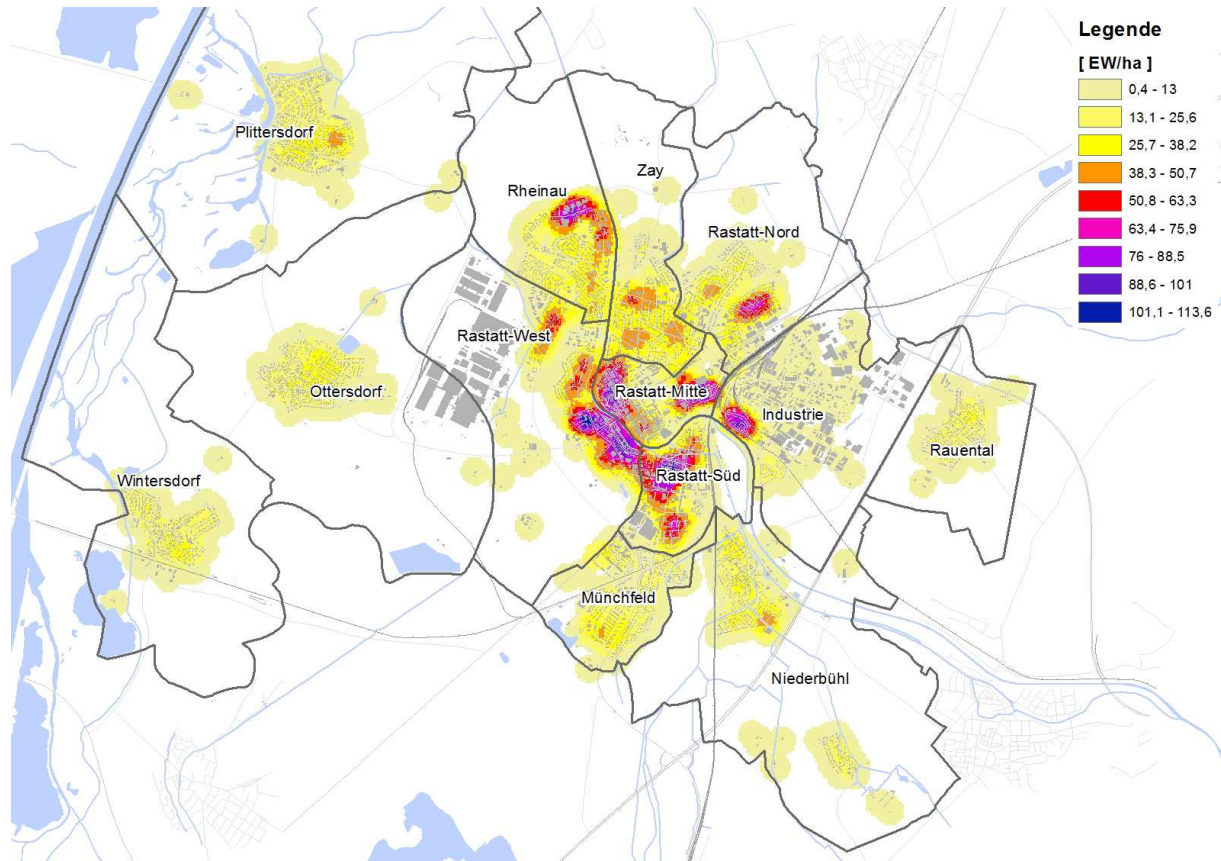 Legende
[ EW/ha ]
0,4 - 13
13,1 - 25,6
25,7 - 38,2
38,3 - 50,7
50,8 - 63,3
63,4 - 75,9
76 - 88,5
88,6 - 101
101,1 - 113,6
Plittersdorf
Zay
Rheinau
Rastatt-Nord
Rastatt-West
Ottersdorf
Rastatt-Mitte
Industrie
Rauental
Rastatt-Süd
Wintersdorf
Münchfeld
Niederbühl